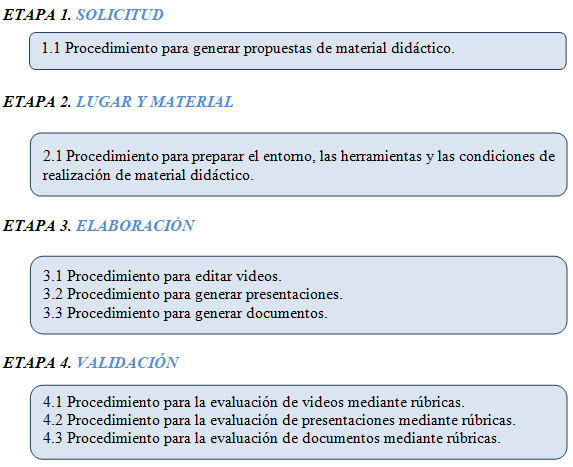 ETAPA 1. SOLICITUD
1.1 Procedimiento para generar propuestas de material didáctico.
ETAPA 2. LUGAR Y MATERIAL
2.1 Procedimiento para preparar el entorno, las herramientas y las condiciones de
realización de material didáctico.
ETAPA 3. ELABORACIÓN
3.1 Procedimiento para editar videos.
3.2 Procedimiento para generar presentaciones.
3.3 Procedimiento para generar documentos.
ETAPA 4. VALIDACIÓN
4.1 Procedimiento para la evaluación de videos mediante rúbricas.
4.2 Procedimiento para la evaluación de presentaciones mediante rúbricas.
4.3 Procedimiento para la evaluación de documentos mediante rúbricas.